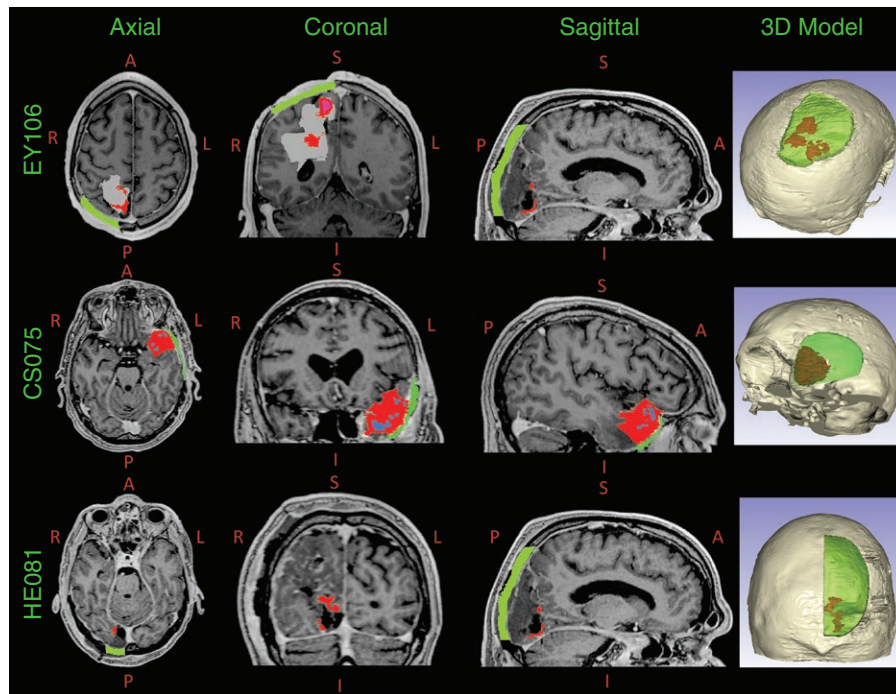 Axial Coronal Sagittal 3D Model
EY106
A S S
R L R L P A
P I I
CS075
A S S
R L R L P A
P I I
HE081
A S S
R L R L P A
P I I